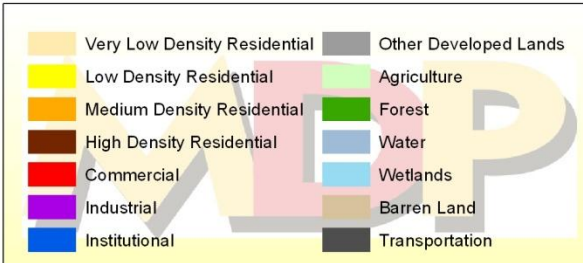 Very Low Density Residential
Low Density Residential
Medium Density Residential
High Density Residential
Commercial
Industrial
Institutional
Other Developed Lands
Agriculture
Forest
Water
Wetlands
Barren Land
Transportation
MDP